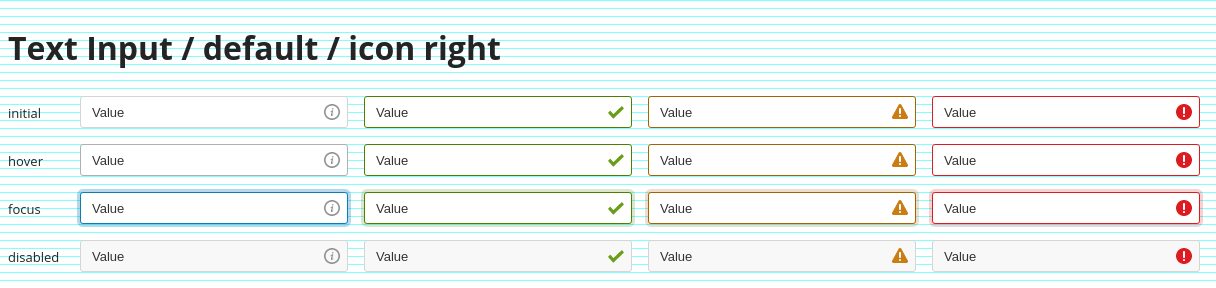 Text Input / default / icon right
initial Value Value Value Value
hover Value Value Value Value
focus Value Value Value Value
disabled Value Value Value Value